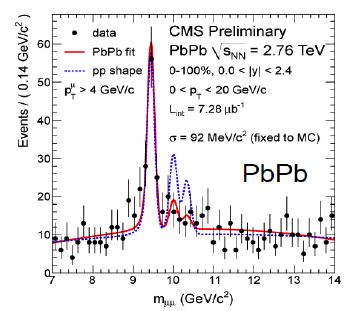 CMS Preliminary
data
PbPb fit
PbPb √sNN = 2.76 TeV
pp shape
0-100%, 0.0 < |y| < 2.4
pTμ > 4 GeV/c
0 < pT < 20 GeV/c
Lint = 7.28 μb-1
σ = 92 MeV/c2 (fixed to MC)
PbPb
Events / ( 0.14 GeV/c2 )
60
50
40
30
20
10
0
7 8 9 10 11 12 13 14
mμμ (GeV/c2)